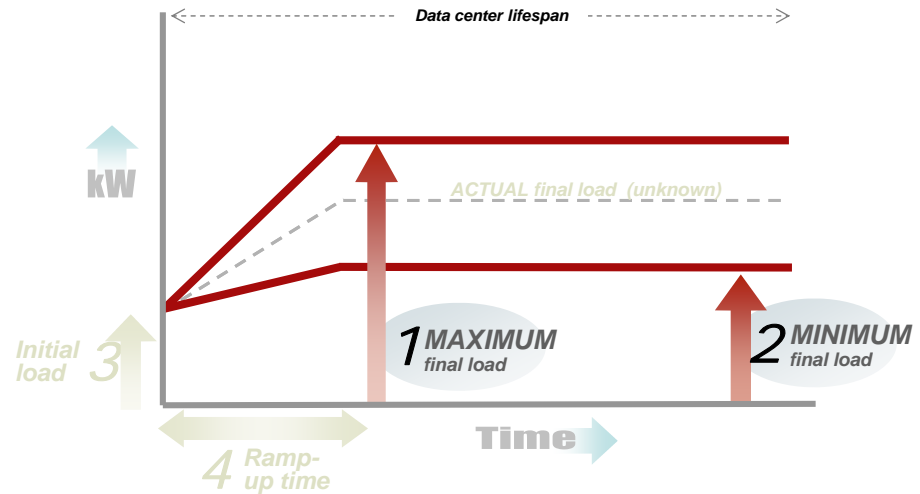 Data center lifespan
kW
ACTUAL final load (unknown)
1 MAXIMUM
final load
2 MINIMUM
final load
Initial
load
3
Time
4 Ramp-
up time